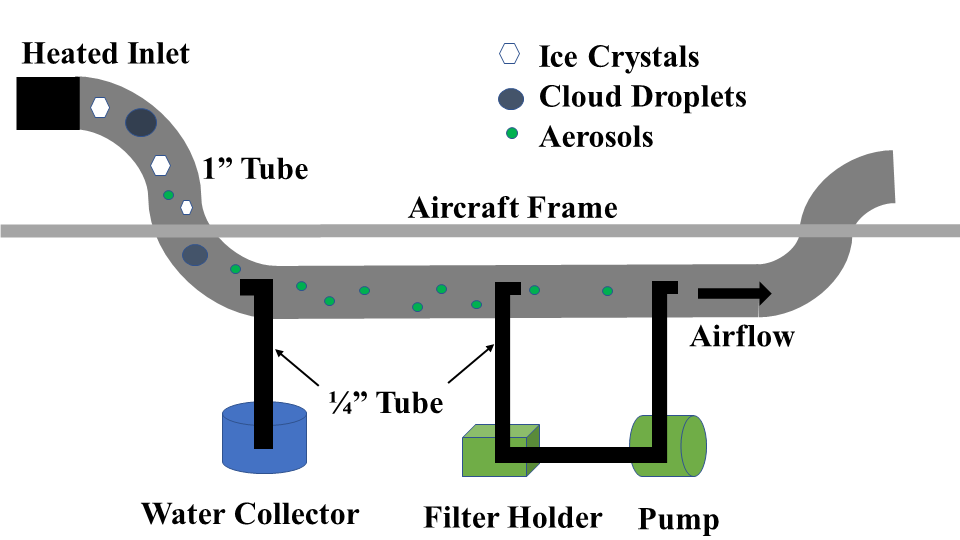 Heated Inlet
Ice Crystals
Cloud Droplets
Aerosols
1” Tube
Aircraft Frame
Airflow
¼” Tube
Water Collector
Filter Holder
Pump